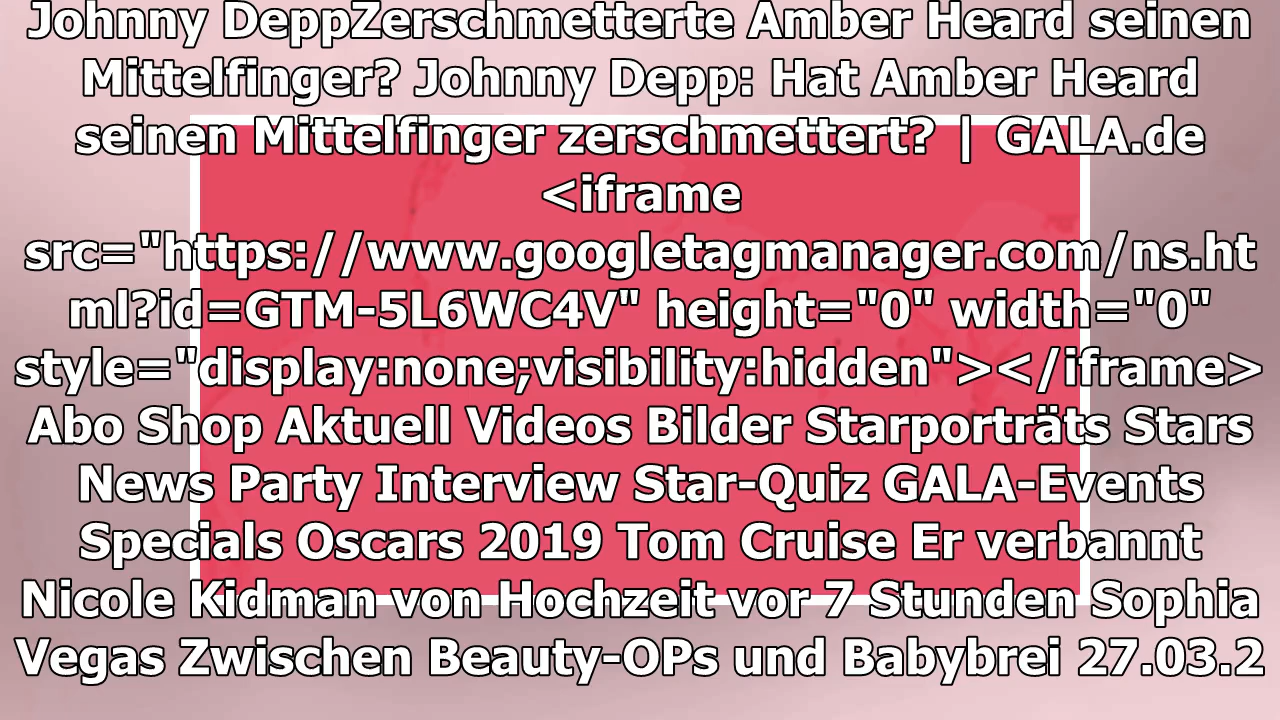 Johnny DeppZerschmetterte Amber Heard seinen
Mittelfinger? Johnny Depp: Hat Amber Heard
seinen Mittelfinger zerschmettert? | GALA.de
<iframe
src="https://www.googletagmanager.com/ns.ht
ml?id=GTM-5L6WC4V" height="0" width="0"
style="display:none;visibility:hidden"></iframe>
Abo Shop Aktuell Videos Bilder Starporträts Stars
News Party Interview Star-Quiz GALA-Events
Specials Oscars 2019 Tom Cruise Er verbannt
Nicole Kidman von Hochzeit vor 7 Stunden Sophia
Vegas Zwischen Beauty-OPs und Babybrei 27.03.2